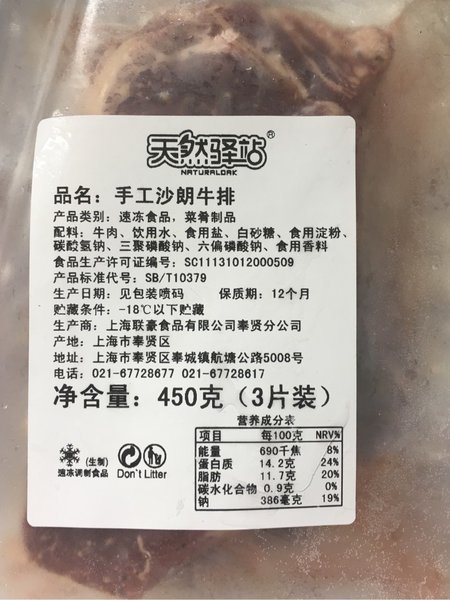 天然驿站®
NATURALOAK
品名：手工沙朗牛排
产品类别：速冻食品，菜肴制品
配料：牛肉、饮用水、食用盐、白砂糖、食用淀粉、
碳酸氢钠、三聚磷酸钠、六偏磷酸钠、食用香料
食品生产许可证编号：SC11131012000509
产品标准代号：SB/T10379
生产日期：见包装喷码 保质期：12个月
贮藏条件：-18℃以下贮藏
生产商：上海联豪食品有限公司奉贤分公司
产地：上海市奉贤区
地址：上海市奉贤区奉城镇航塘公路5008号
电话：021-67728677 021-67728617
净含量：450克（3片装）
营养成分表
项目 每100克 NRV%
能量 690千焦 8%
蛋白质 14.2克 24%
脂肪 11.7克 20%
碳水化合物 0.9克 0%
钠 386毫克 19%
（生制）
速冻调制食品
Don't Litter